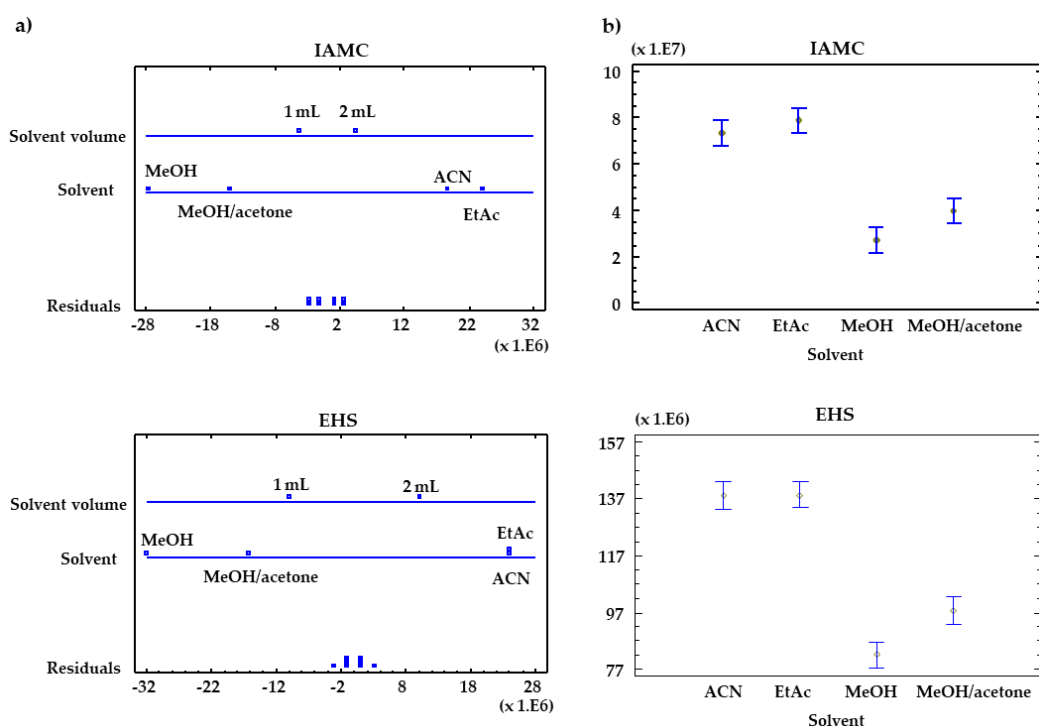 a)
IAMC
1 mL 2 mL
Solvent volume
MeOH
ACN
Solvent
MeOH/acetone
EtAc
Residuals
-28 -18 -8 2 12 22 32
(x 1.E6)
b)
(x 1.E7)
IAMC
10
8
6
4
2
0
ACN EtAc MeOH MeOH/acetone
Solvent
EHS
1 mL 2 mL
Solvent volume
EtAc
MeOH
Solvent
MeOH/acetone
ACN
Residuals
-32 -22 -12 -2 8 18 28
(x 1.E6)
(x 1.E6)
EHS
157
137
117
97
77
ACN EtAc MeOH MeOH/acetone
Solvent